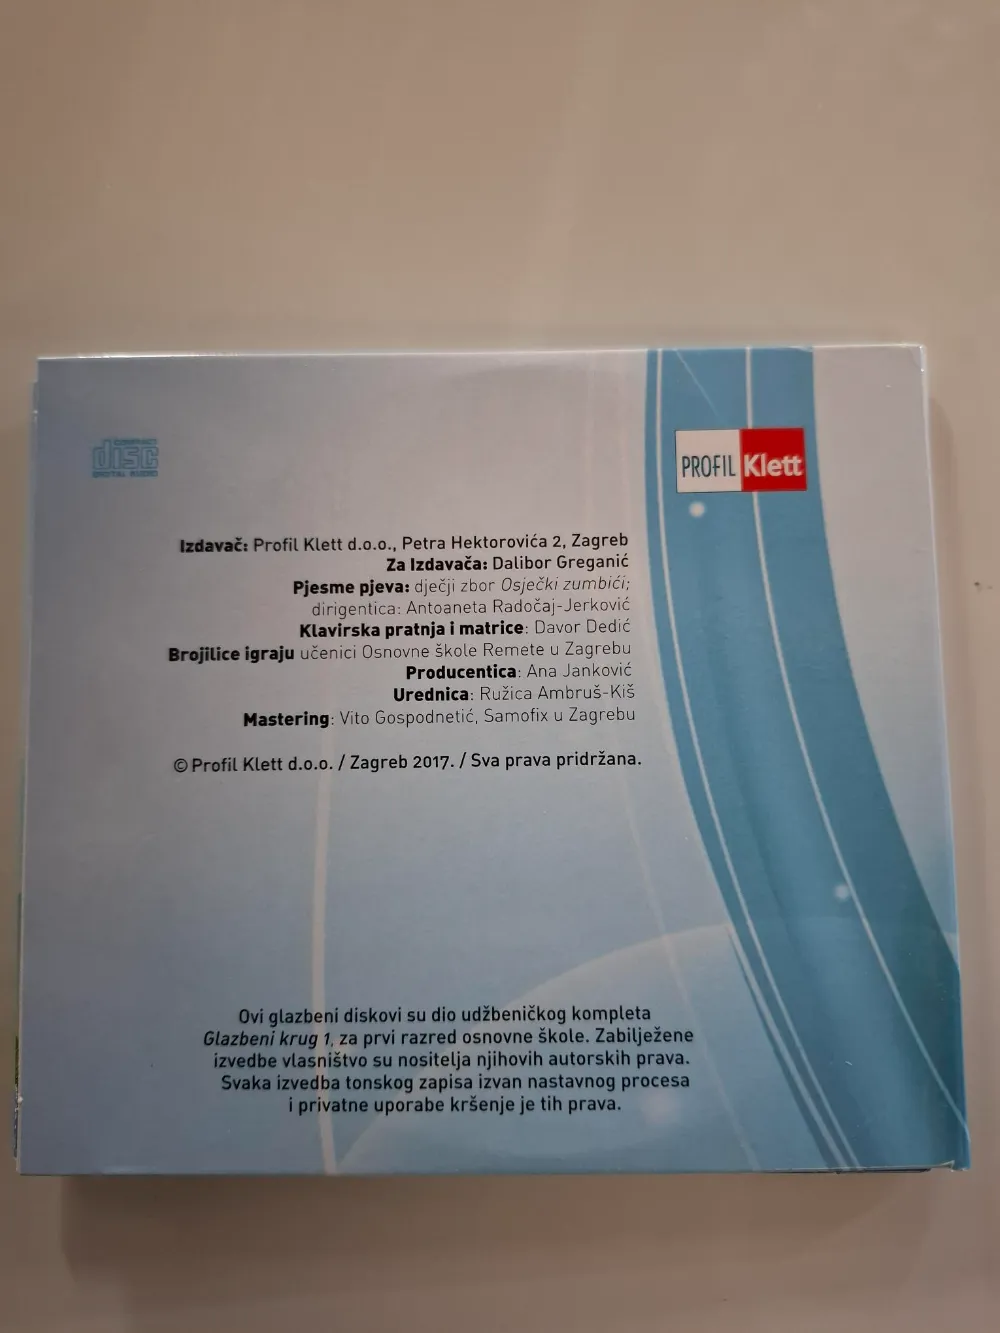 COMPACT
disc
DIGITAL AUDIO
PROFIL Klett
Izdavač: Profil Klett d.o.o., Petra Hektorovića 2, Zagreb
Za Izdavača: Dalibor Greganić
Pjesme pjeva: dječji zbor Osječki zumbići;
dirigentica: Antoaneta Radočaj-Jerković
Klavirska pratnja i matrice: Davor Dedić
Brojilice igraju učenici Osnovne škole Remete u Zagrebu
Producentica: Ana Janković
Urednica: Ružica Ambruš-Kiš
Mastering: Vito Gospodnetić, Samofix u Zagrebu
© Profil Klett d.o.o. / Zagreb 2017. / Sva prava pridržana.
Ovi glazbeni diskovi su dio udžbeničkog kompleta
Glazbeni krug 1, za prvi razred osnovne škole. Zabilježene
izvedbe vlasništvo su nositelja njihovih autorskih prava.
Svaka izvedba tonskog zapisa izvan nastavnog procesa
i privatne uporabe kršenje je tih prava.